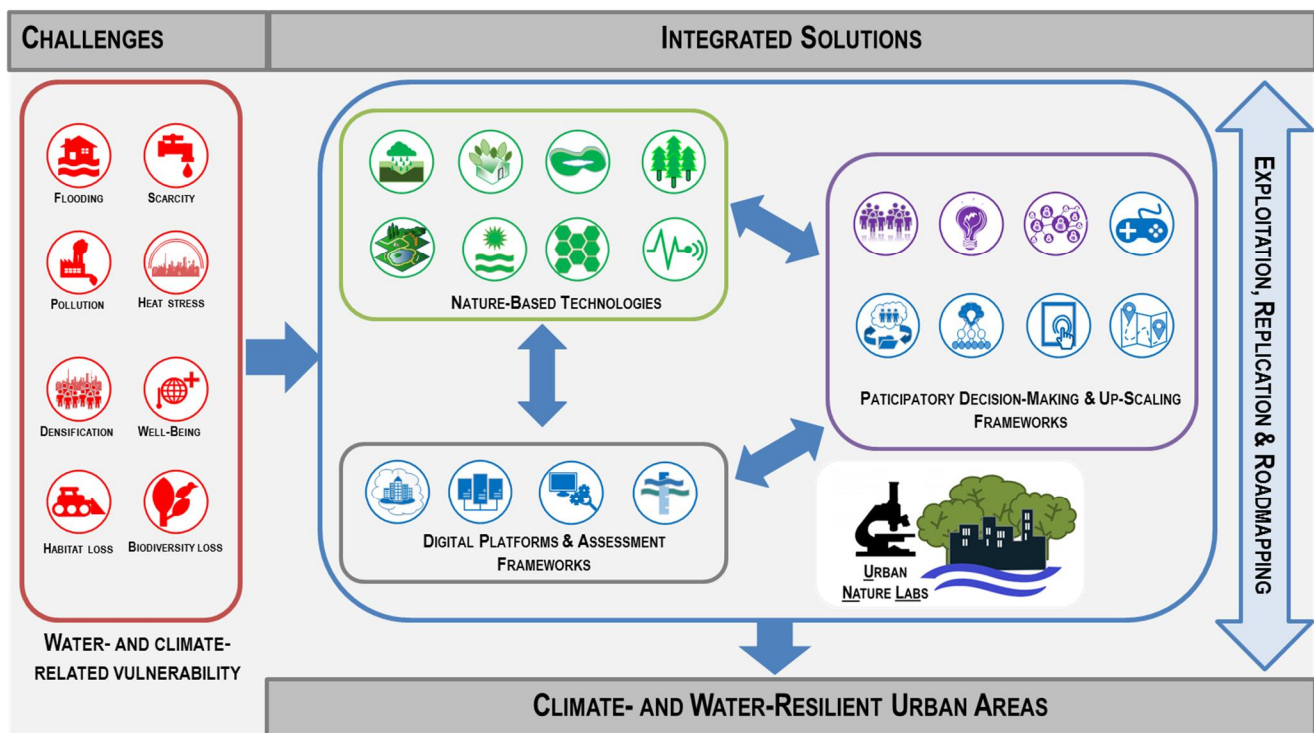 CHALLENGES
INTEGRATED SOLUTIONS
FLOODING
SCARCITY
POLLUTION
HEAT STRESS
DENSIFICATION
WELL-BEING
HABITAT LOSS
BIODIVERSITY LOSS
WATER- AND CLIMATE-
RELATED VULNERABILITY
NATURE-BASED TECHNOLOGIES
PATICIPATORY DECISION-MAKING & UP-SCALING
FRAMEWORKS
DIGITAL PLATFORMS & ASSESSMENT
FRAMEWORKS
URBAN
NATURE LABS
EXPLOITATION, REPLICATION & ROADMAPPING
CLIMATE- AND WATER-RESILIENT URBAN AREAS